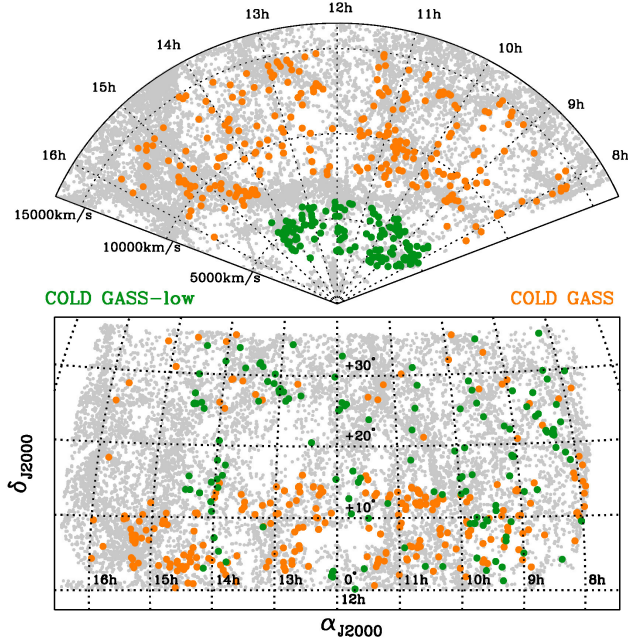 12h
13h 11h
14h 10h
15h 9h
16h 8h
15000km/s
10000km/s
5000km/s
COLD GASS-low COLD GASS
+30°
+20°
+10
0°
16h 15h 14h 13h 11h 10h 9h 8h
12h
δJ2000
αJ2000